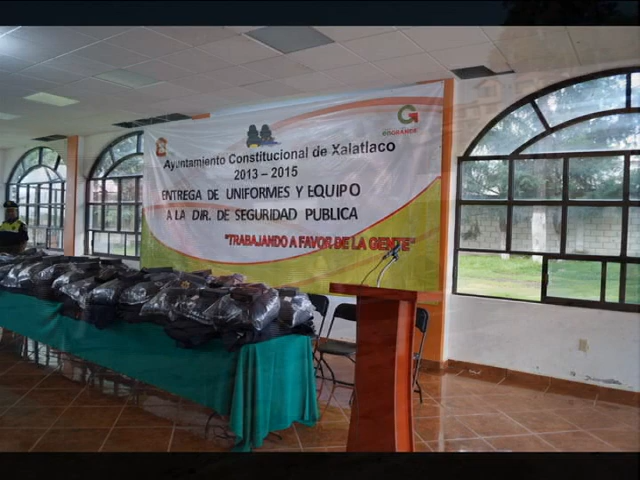 Ayuntamiento Constitucional de Xalatlaco
2013 – 2015
ENTREGA DE UNIFORMES Y EQUIPO
A LA DIR. DE SEGURIDAD PUBLICA
"TRABAJANDO A FAVOR DE LA GENTE"
GRANDE